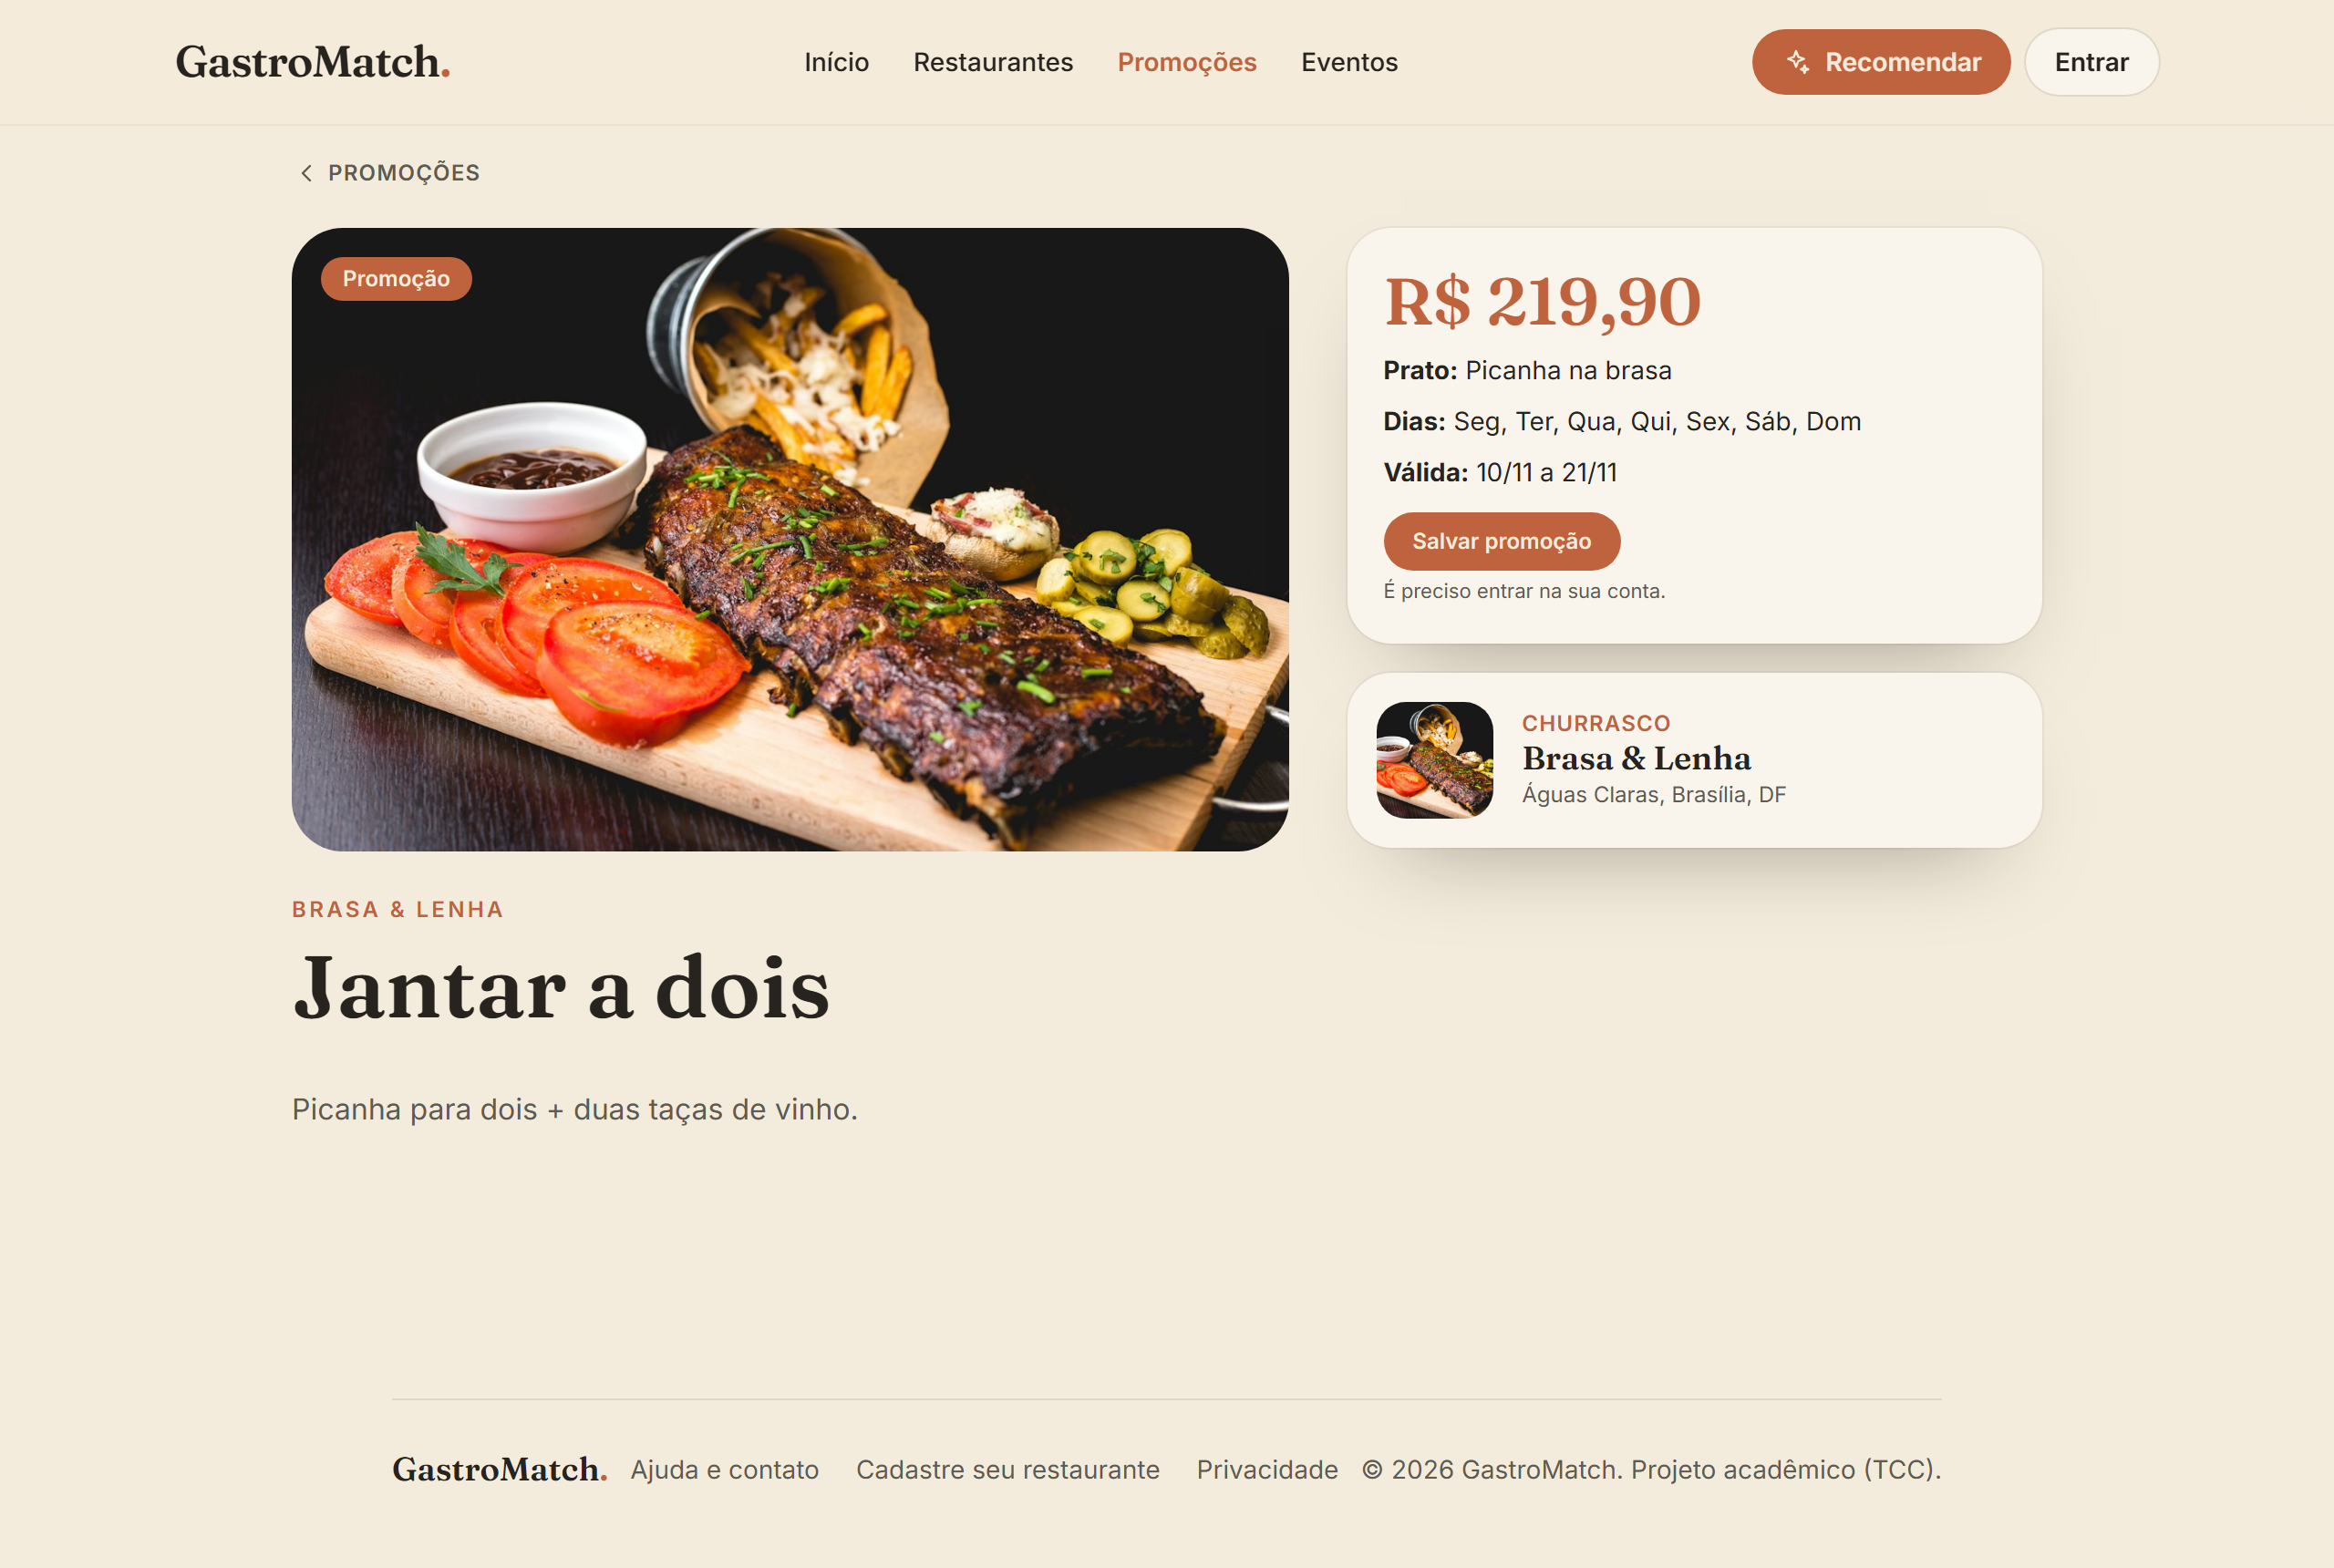 GastroMatch.
Início Restaurantes Promoções Eventos
Recomendar Entrar
PROMOÇÕES
Promoção
R$ 219,90
Prato: Picanha na brasa
Dias: Seg, Ter, Qua, Qui, Sex, Sáb, Dom
Válida: 10/11 a 21/11
Salvar promoção
É preciso entrar na sua conta.
CHURRASCO
Brasa & Lenha
Águas Claras, Brasília, DF
BRASA & LENHA
Jantar a dois
Picanha para dois + duas taças de vinho.
GastroMatch. Ajuda e contato Cadastre seu restaurante Privacidade © 2026 GastroMatch. Projeto acadêmico (TCC).